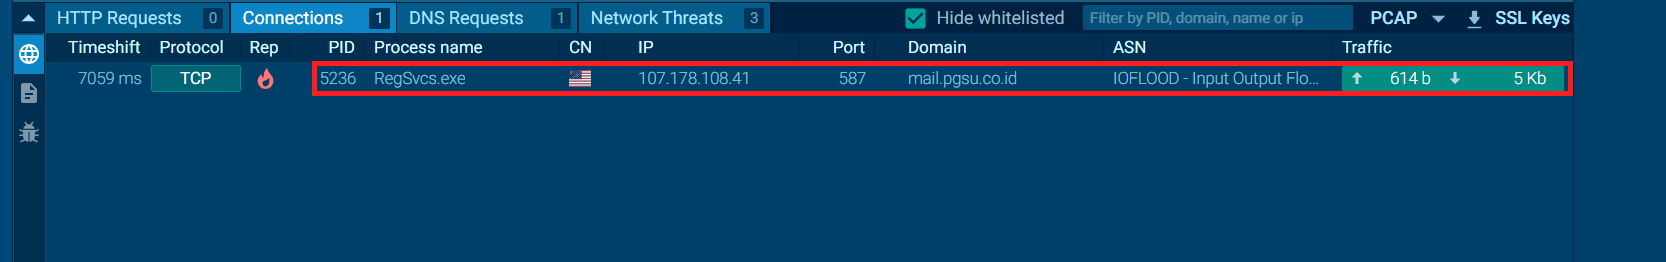 HTTP Requests 0 Connections 1 DNS Requests 1 Network Threats 3 Hide whitelisted Filter by PID, domain, name or ip PCAP SSL Keys
Timeshift Protocol Rep PID Process name CN IP Port Domain ASN Traffic
7059 ms TCP 5236 RegSvcs.exe 107.178.108.41 587 mail.pgsu.co.id IOFLOOD - Input Output Flo... 614 b 5 Kb